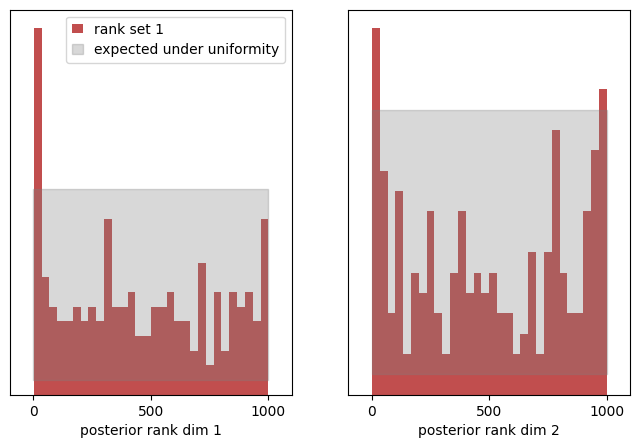 rank set 1
expected under uniformity
0
500
1000
posterior rank dim 1
0
500
1000
posterior rank dim 2